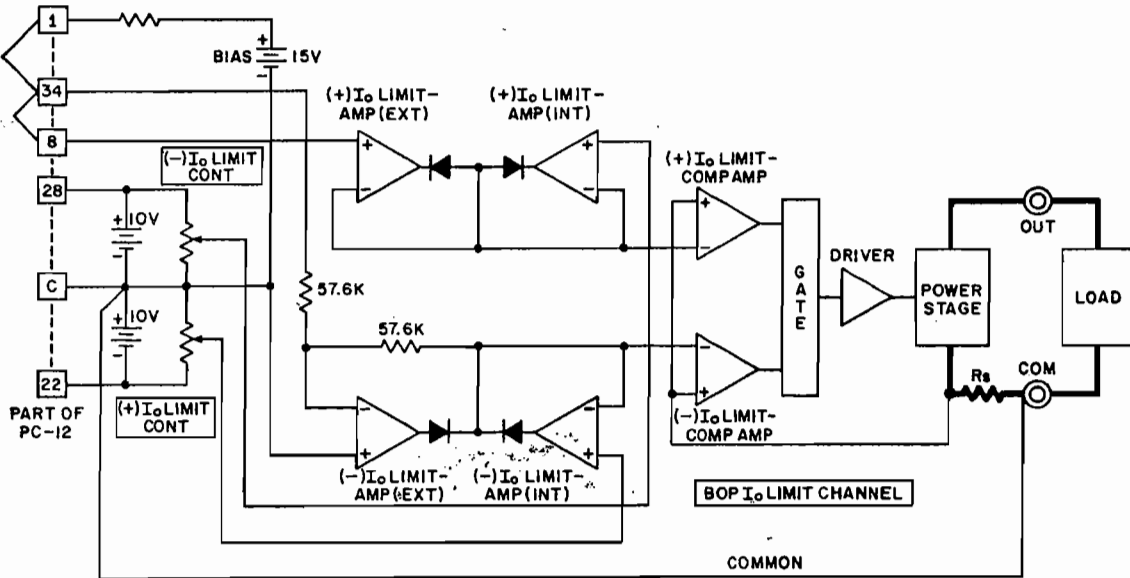 1
+
BIAS
15V
-
34
8
(+)I₀ LIMIT-
AMP(EXT)
(+)I₀ LIMIT-
AMP(INT)
+
-
+
-
(-)I₀ LIMIT
CONT
28
+
10V
-
C
+
10V
-
22
PART OF
PC-12
(+)I₀ LIMIT
CONT
57.6K
57.6K
-
+
-
+
(-)I₀ LIMIT-
AMP(EXT)
(-)I₀ LIMIT-
AMP(INT)
(+)I₀ LIMIT-
COMPAMP
+
-
-
+
(-)I₀ LIMIT-
COMP AMP
GATE
DRIVER
POWER
STAGE
OUT
LOAD
COM
Rs
BOP I₀ LIMIT CHANNEL
COMMON